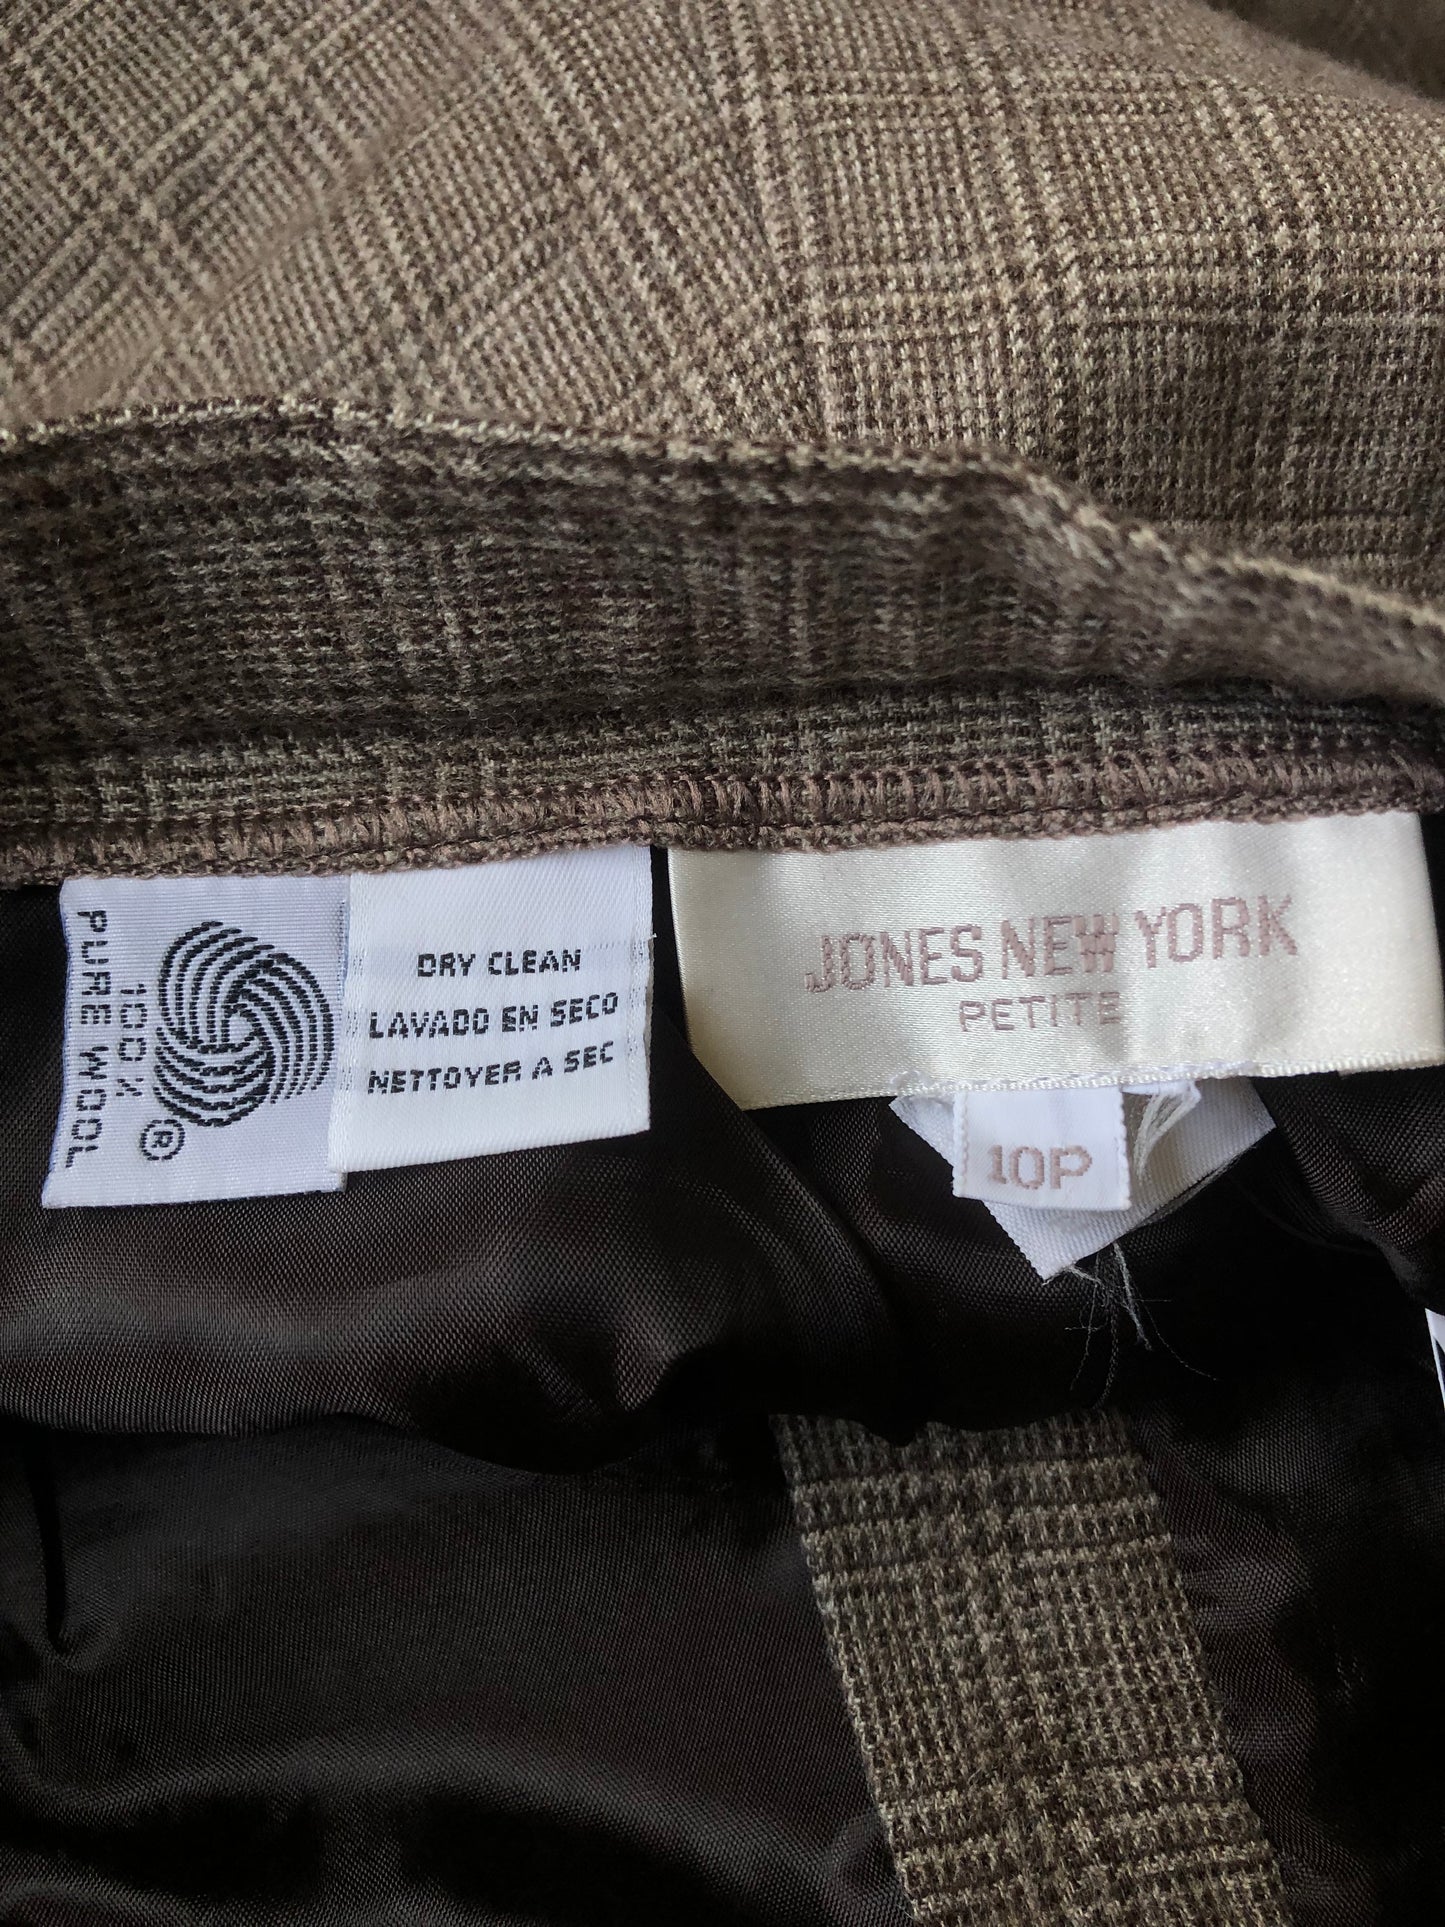 PURE WOOL
100%
®
DRY CLEAN
LAVADO EN SECO
NETTOYER A SEC
JONES NEW YORK
PETITE
10P